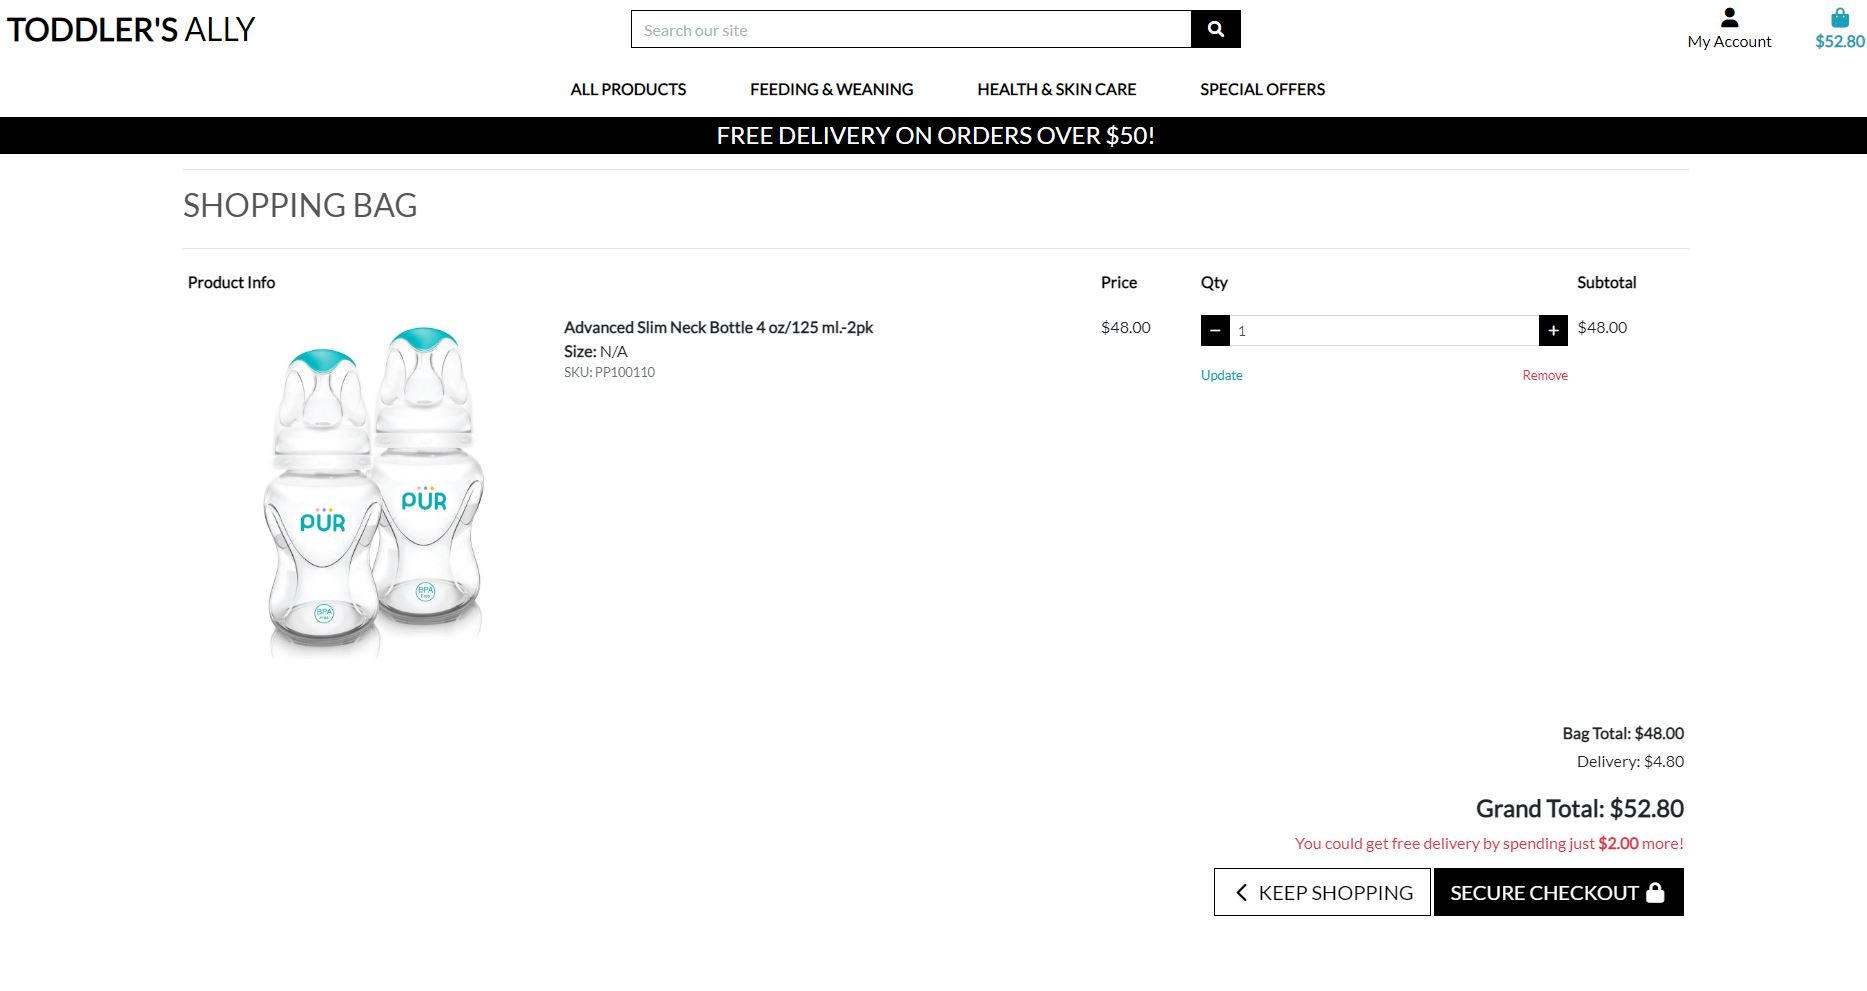 TODDLER'S ALLY
Search our site
My Account
$52.80
ALL PRODUCTS FEEDING & WEANING HEALTH & SKIN CARE SPECIAL OFFERS
FREE DELIVERY ON ORDERS OVER $50!
SHOPPING BAG
Product Info Price Qty Subtotal
Advanced Slim Neck Bottle 4 oz/125 ml.-2pk $48.00 − 1 + $48.00
Size: N/A
SKU: PP100110
Update Remove
PUR
PUR
BPA
Free
BPA
Free
Bag Total: $48.00
Delivery: $4.80
Grand Total: $52.80
You could get free delivery by spending just $2.00 more!
KEEP SHOPPING SECURE CHECKOUT